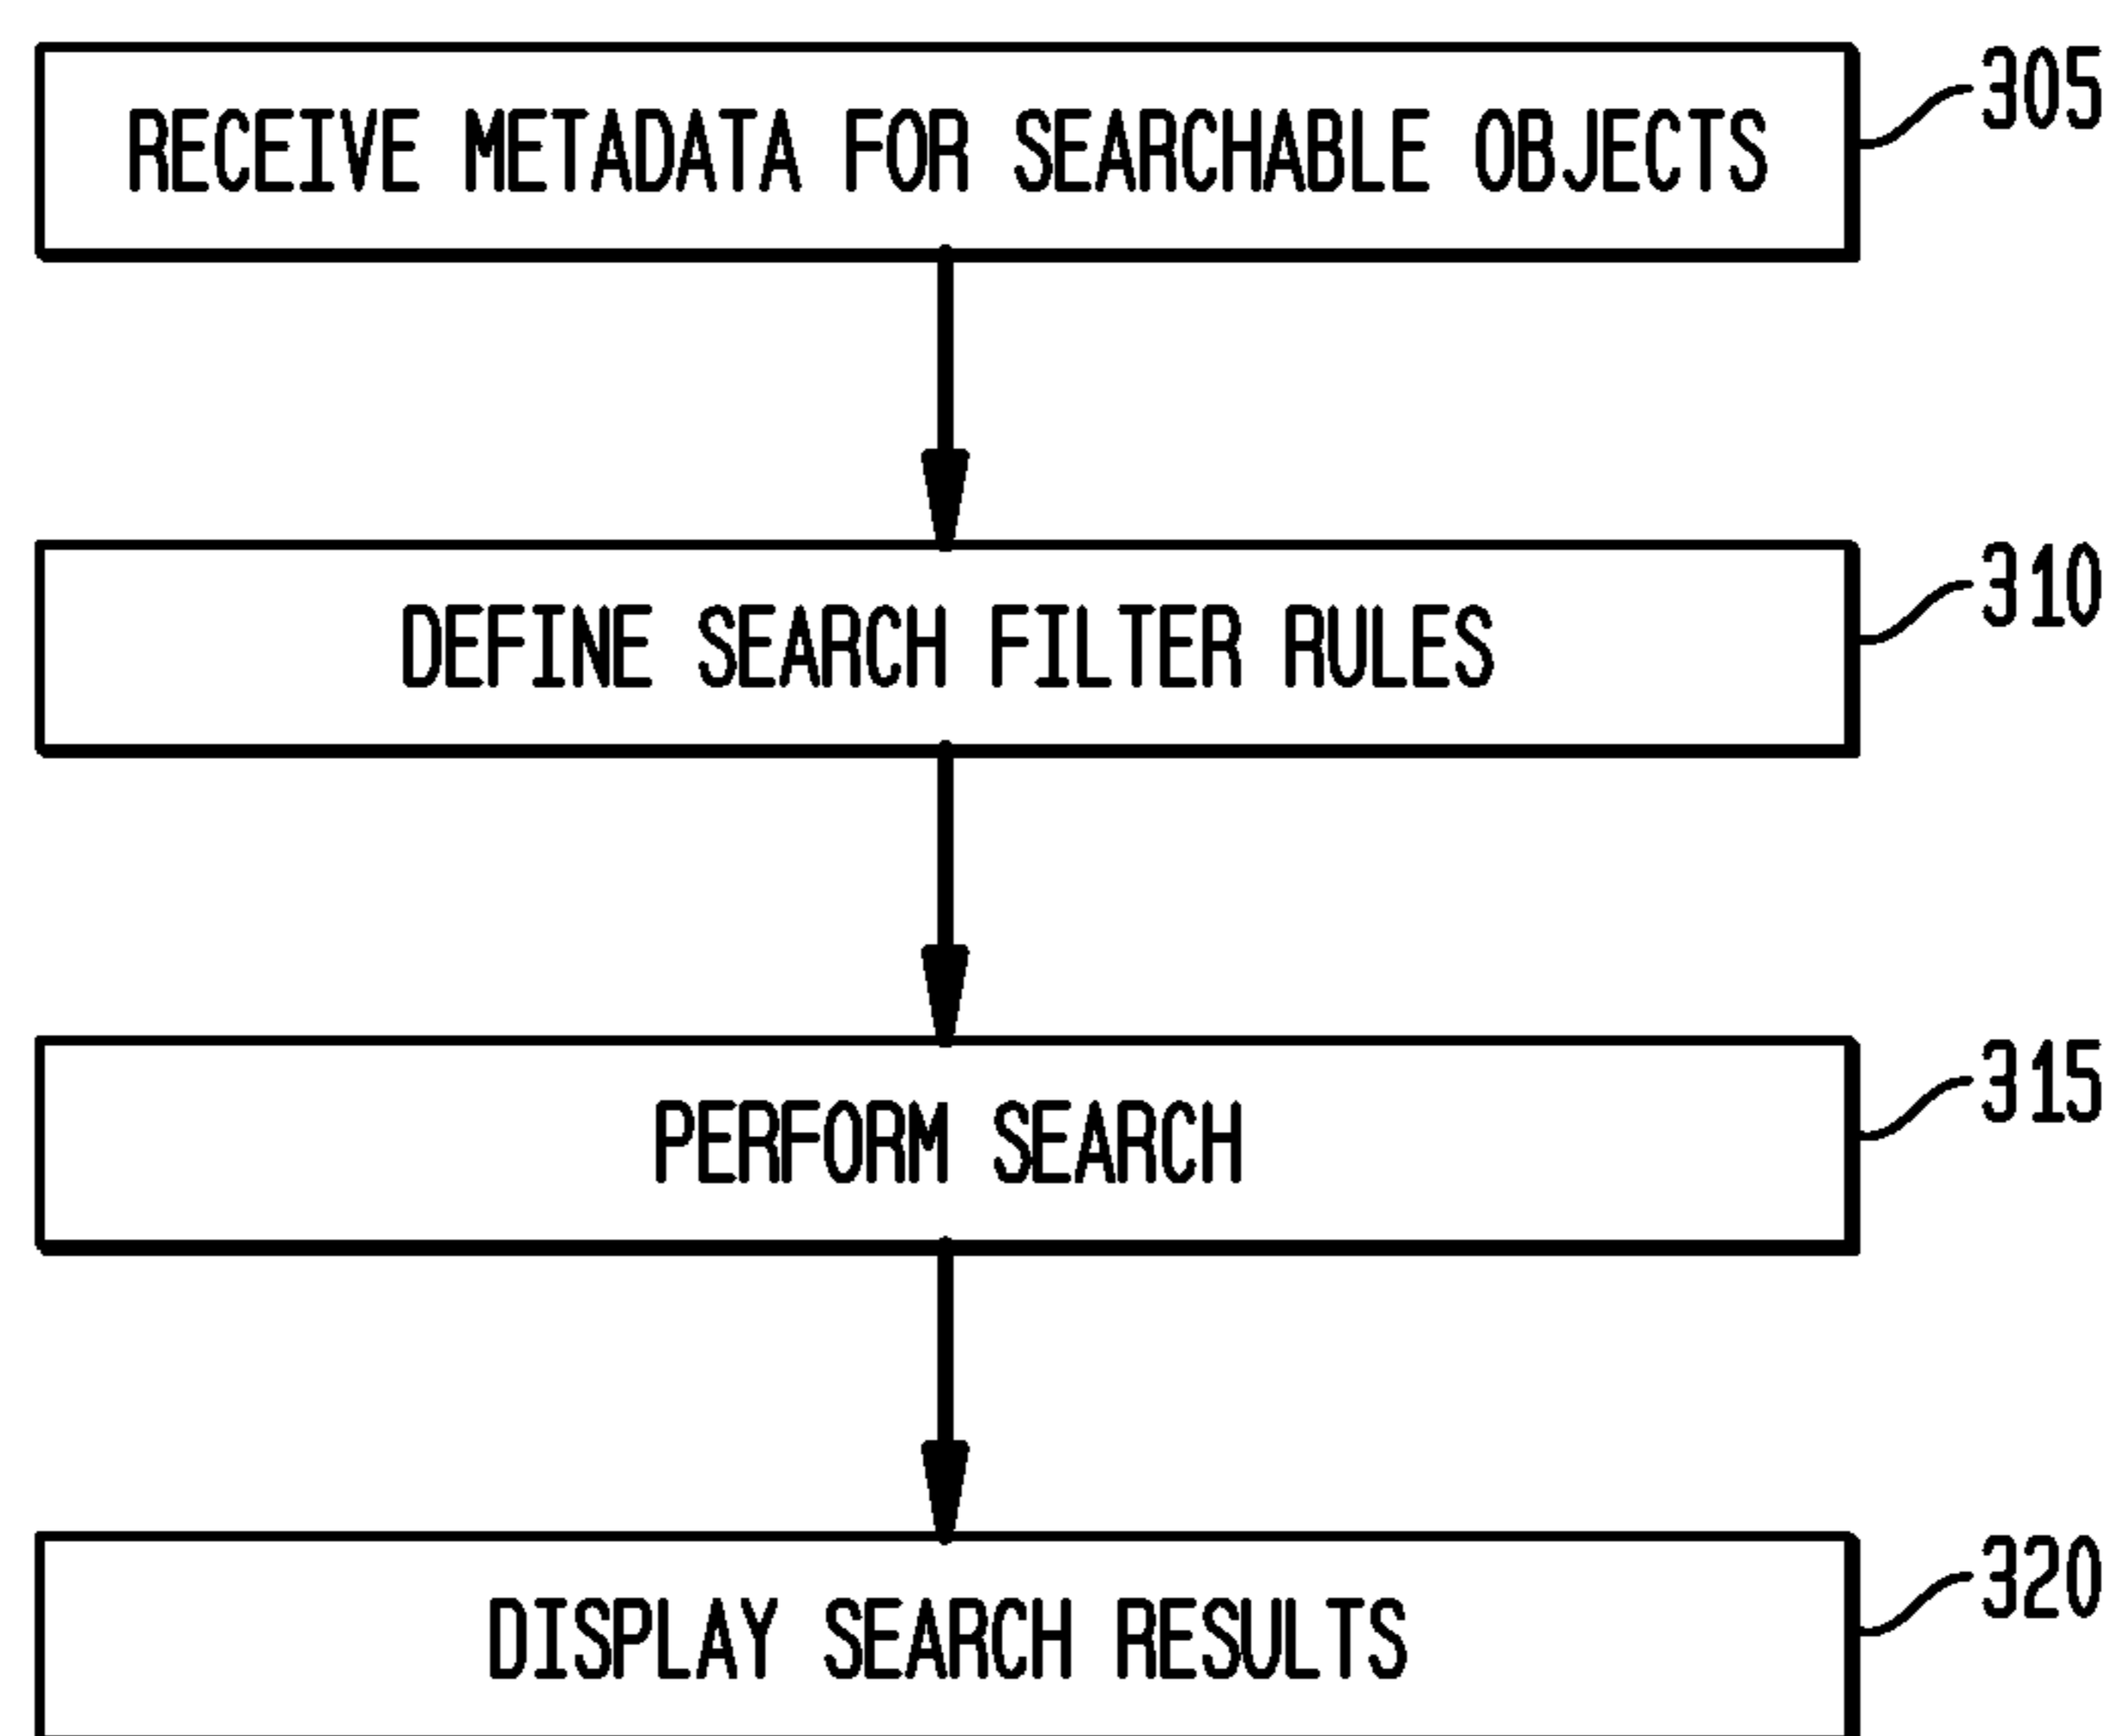 RECEIVE METADATA FOR SEARCHABLE OBJECTS
305
DEFINE SEARCH FILTER RULES
310
PERFORM SEARCH
315
DISPLAY SEARCH RESULTS
320